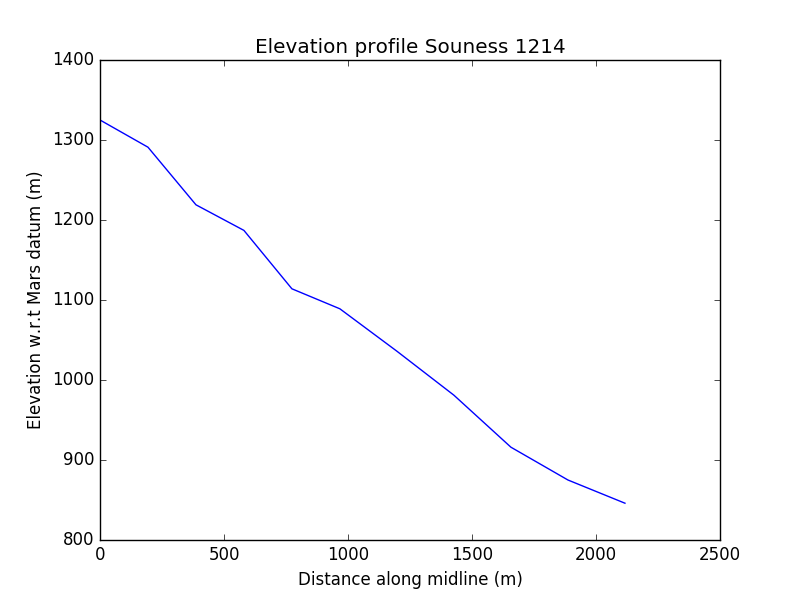 Elevation profile Souness 1214
1400
1300
1200
1100
1000
900
800
Elevation w.r.t Mars datum (m)
0 500 1000 1500 2000 2500
Distance along midline (m)